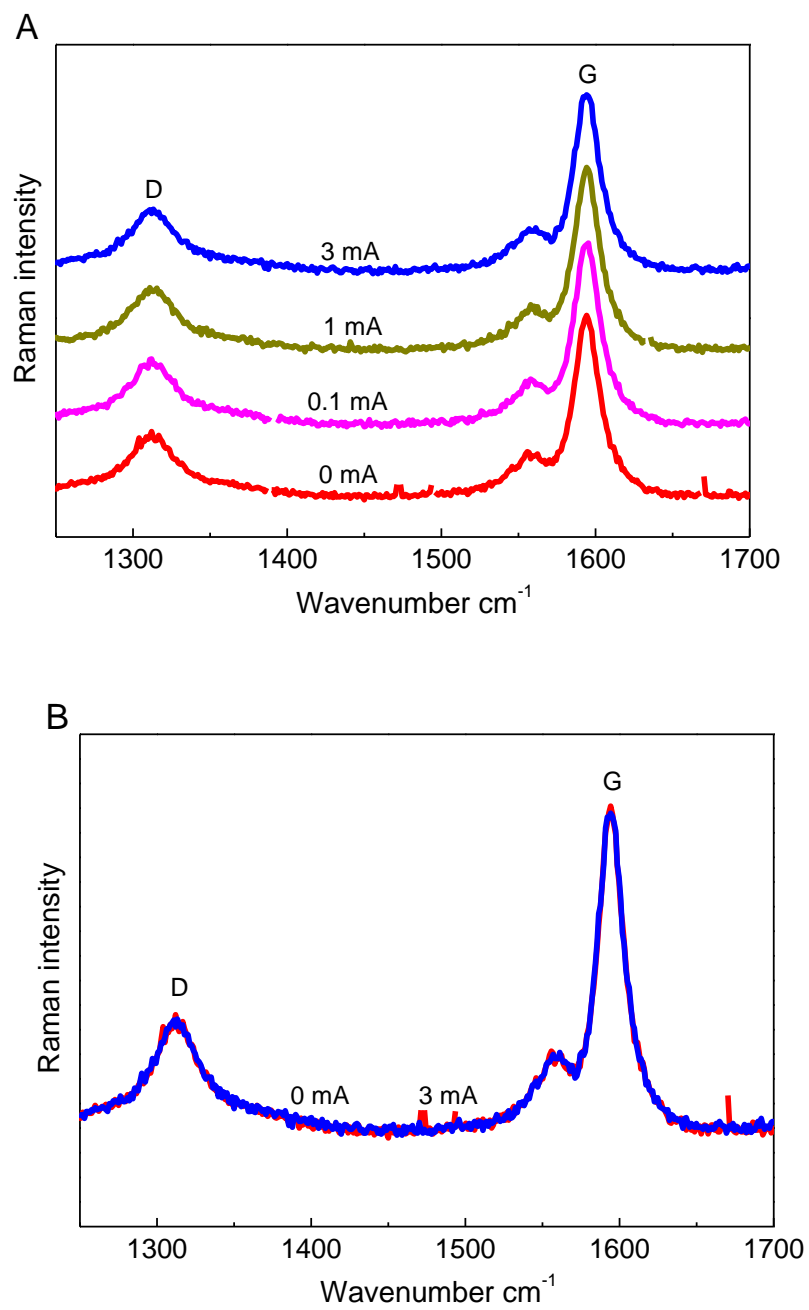 A
G
D
3 mA
1 mA
0.1 mA
0 mA
Raman intensity
1300 1400 1500 1600 1700
Wavenumber cm-1
B
G
D
0 mA 3 mA
Raman intensity
1300 1400 1500 1600 1700
Wavenumber cm-1